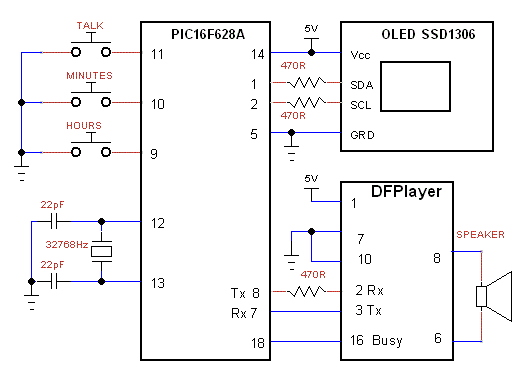 TALK
PIC16F628A
5V
OLED SSD1306
11
14
Vcc
MINUTES
470R
1
SDA
10
2
SCL
470R
HOURS
5
GRD
9
5V
DFPlayer
1
22pF
12
7
SPEAKER
32768Hz
10
8
22pF
470R
13
Tx 8
2 Rx
Rx 7
3 Tx
18
16 Busy
6